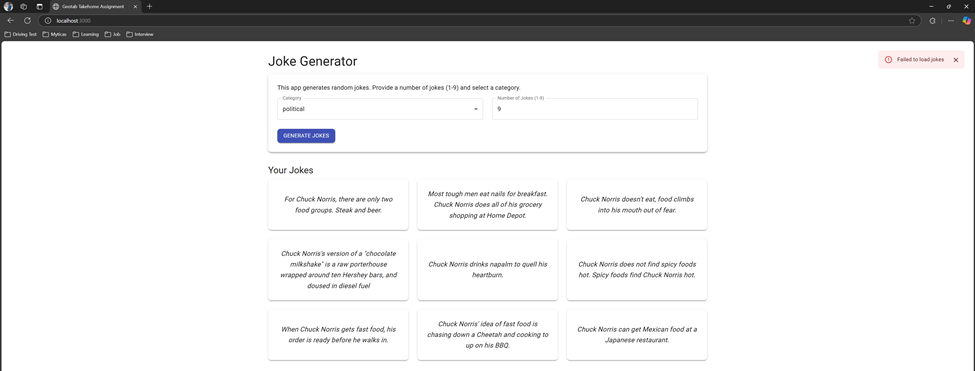 Geotab Takehome Assignment
localhost:3000
Driving Test
Myticas
Learning
Job
Interview
Joke Generator
Failed to load jokes
This app generates random jokes. Provide a number of jokes (1-9) and select a category.
Category
political
Number of Jokes (1-9)
9
GENERATE JOKES
Your Jokes
For Chuck Norris, there are only two
food groups. Steak and beer.
Most tough men eat nails for breakfast.
Chuck Norris does all of his grocery
shopping at Home Depot.
Chuck Norris doesn't eat, food climbs
into his mouth out of fear.
Chuck Norris's version of a "chocolate
milkshake" is a raw porterhouse
wrapped around ten Hershey bars, and
doused in diesel fuel
Chuck Norris drinks napalm to quell his
heartburn.
Chuck Norris does not find spicy foods
hot. Spicy foods find Chuck Norris hot.
When Chuck Norris gets fast food, his
order is ready before he walks in.
Chuck Norris' idea of fast food is
chasing down a Cheetah and cooking to
up on his BBQ.
Chuck Norris can get Mexican food at a
Japanese restaurant.